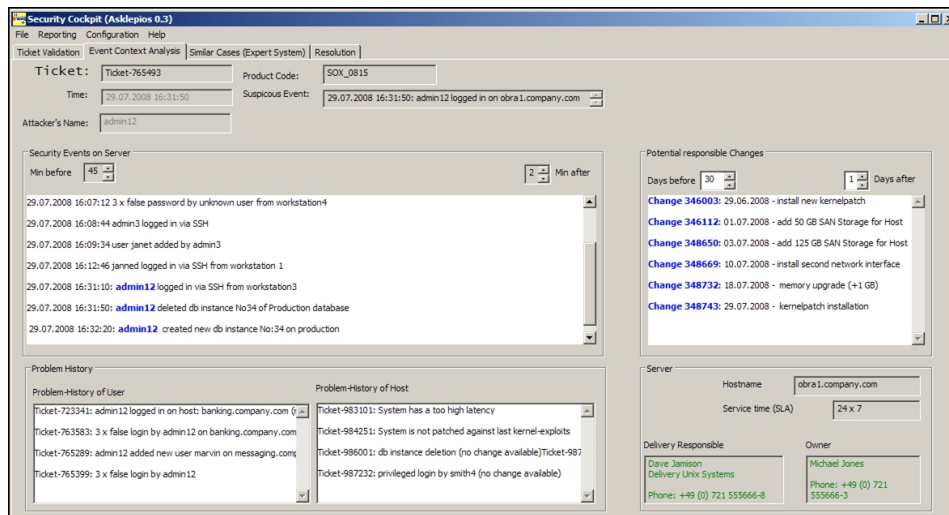 Security Cockpit (Asklepios 0.3)
File Reporting Configuration Help
Ticket Validation Event Context Analysis Similar Cases (Expert System) Resolution
Ticket: Ticket-765493 Product Code: SOX_0815
Time: 29.07.2008 16:31:50 Suspicous Event: 29.07.2008 16:31:50: admin12 logged in on obra1.company.com
Attacker's Name: admin12
Security Events on Server
Min before 45 2 Min after
29.07.2008 16:07:12 3 x false password by unknown user from workstation4
29.07.2008 16:08:44 admin3 logged in via SSH
29.07.2008 16:09:34 user janet added by admin3
29.07.2008 16:12:46 janned logged in via SSH from workstation 1
29.07.2008 16:31:10: admin12 logged in via SSH from workstation3
29.07.2008 16:31:50: admin12 deleted db instance No34 of Production database
29.07.2008 16:32:20: admin12 created new db instance No:34 on production
Potential responsible Changes
Days before 30 1 Days after
Change 346003: 29.06.2008 - install new kernelpatch
Change 346112: 01.07.2008 - add 50 GB SAN Storage for Host
Change 348650: 03.07.2008 - add 125 GB SAN Storage for Host
Change 348669: 10.07.2008 - install second network interface
Change 348732: 18.07.2008 - memory upgrade (+1 GB)
Change 348743: 29.07.2008 - kernelpatch installation
Problem History
Problem-History of User
Ticket-723341: admin12 logged in on host: banking.company.com (
Ticket-763583: 3 x false login by admin12 on banking.company.com
Ticket-765289: admin12 added new user marvin on messaging.comp
Ticket-765399: 3 x false login by admin12
Problem-History of Host
Ticket-983101: System has a too high latency
Ticket-984251: System is not patched against last kernel-exploits
Ticket-986001: db instance deletion (no change available)Ticket-987
Ticket-987232: privileged login by smith4 (no change available)
Server
Hostname obra1.company.com
Service time (SLA) 24 x 7
Delivery Responsible
Dave Jamison
Delivery Unix Systems
Phone: +49 (0) 721 555666-8
Owner
Michael Jones
Phone: +49 (0) 721
555666-3